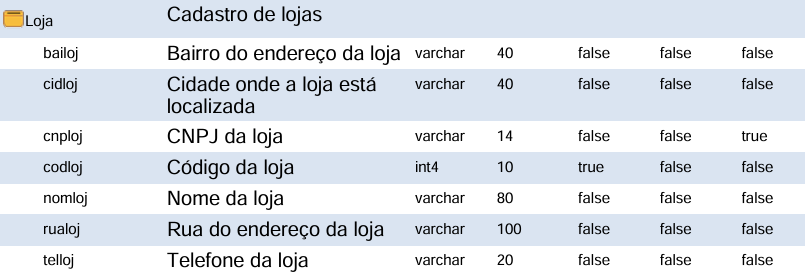 Loja Cadastro de lojas
bailoj Bairro do endereço da loja varchar 40 false false false
cidloj Cidade onde a loja está varchar 40 false false false
localizada
cnploj CNPJ da loja varchar 14 false false true
codloj Código da loja int4 10 true false false
nomloj Nome da loja varchar 80 false false false
rualoj Rua do endereço da loja varchar 100 false false false
telloj Telefone da loja varchar 20 false false false